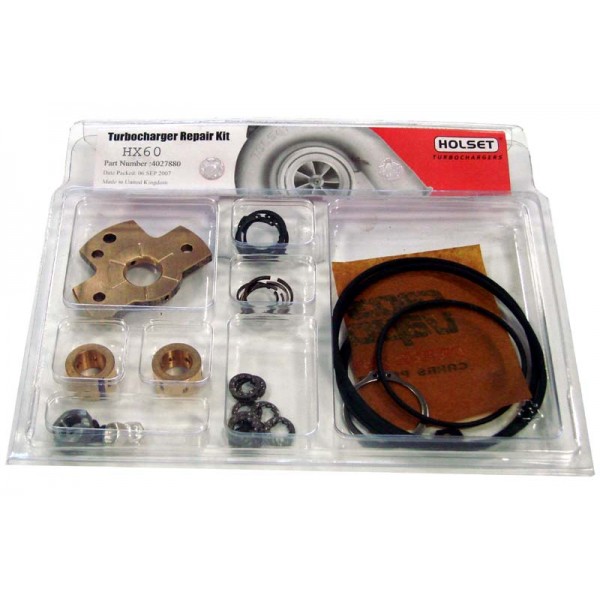 Turbocharger Repair Kit
HX60
Part Number :4027880
Date Packed: 06 SEP 2007
Made in United Kingdom
HOLSET
TURBOCHARGERS